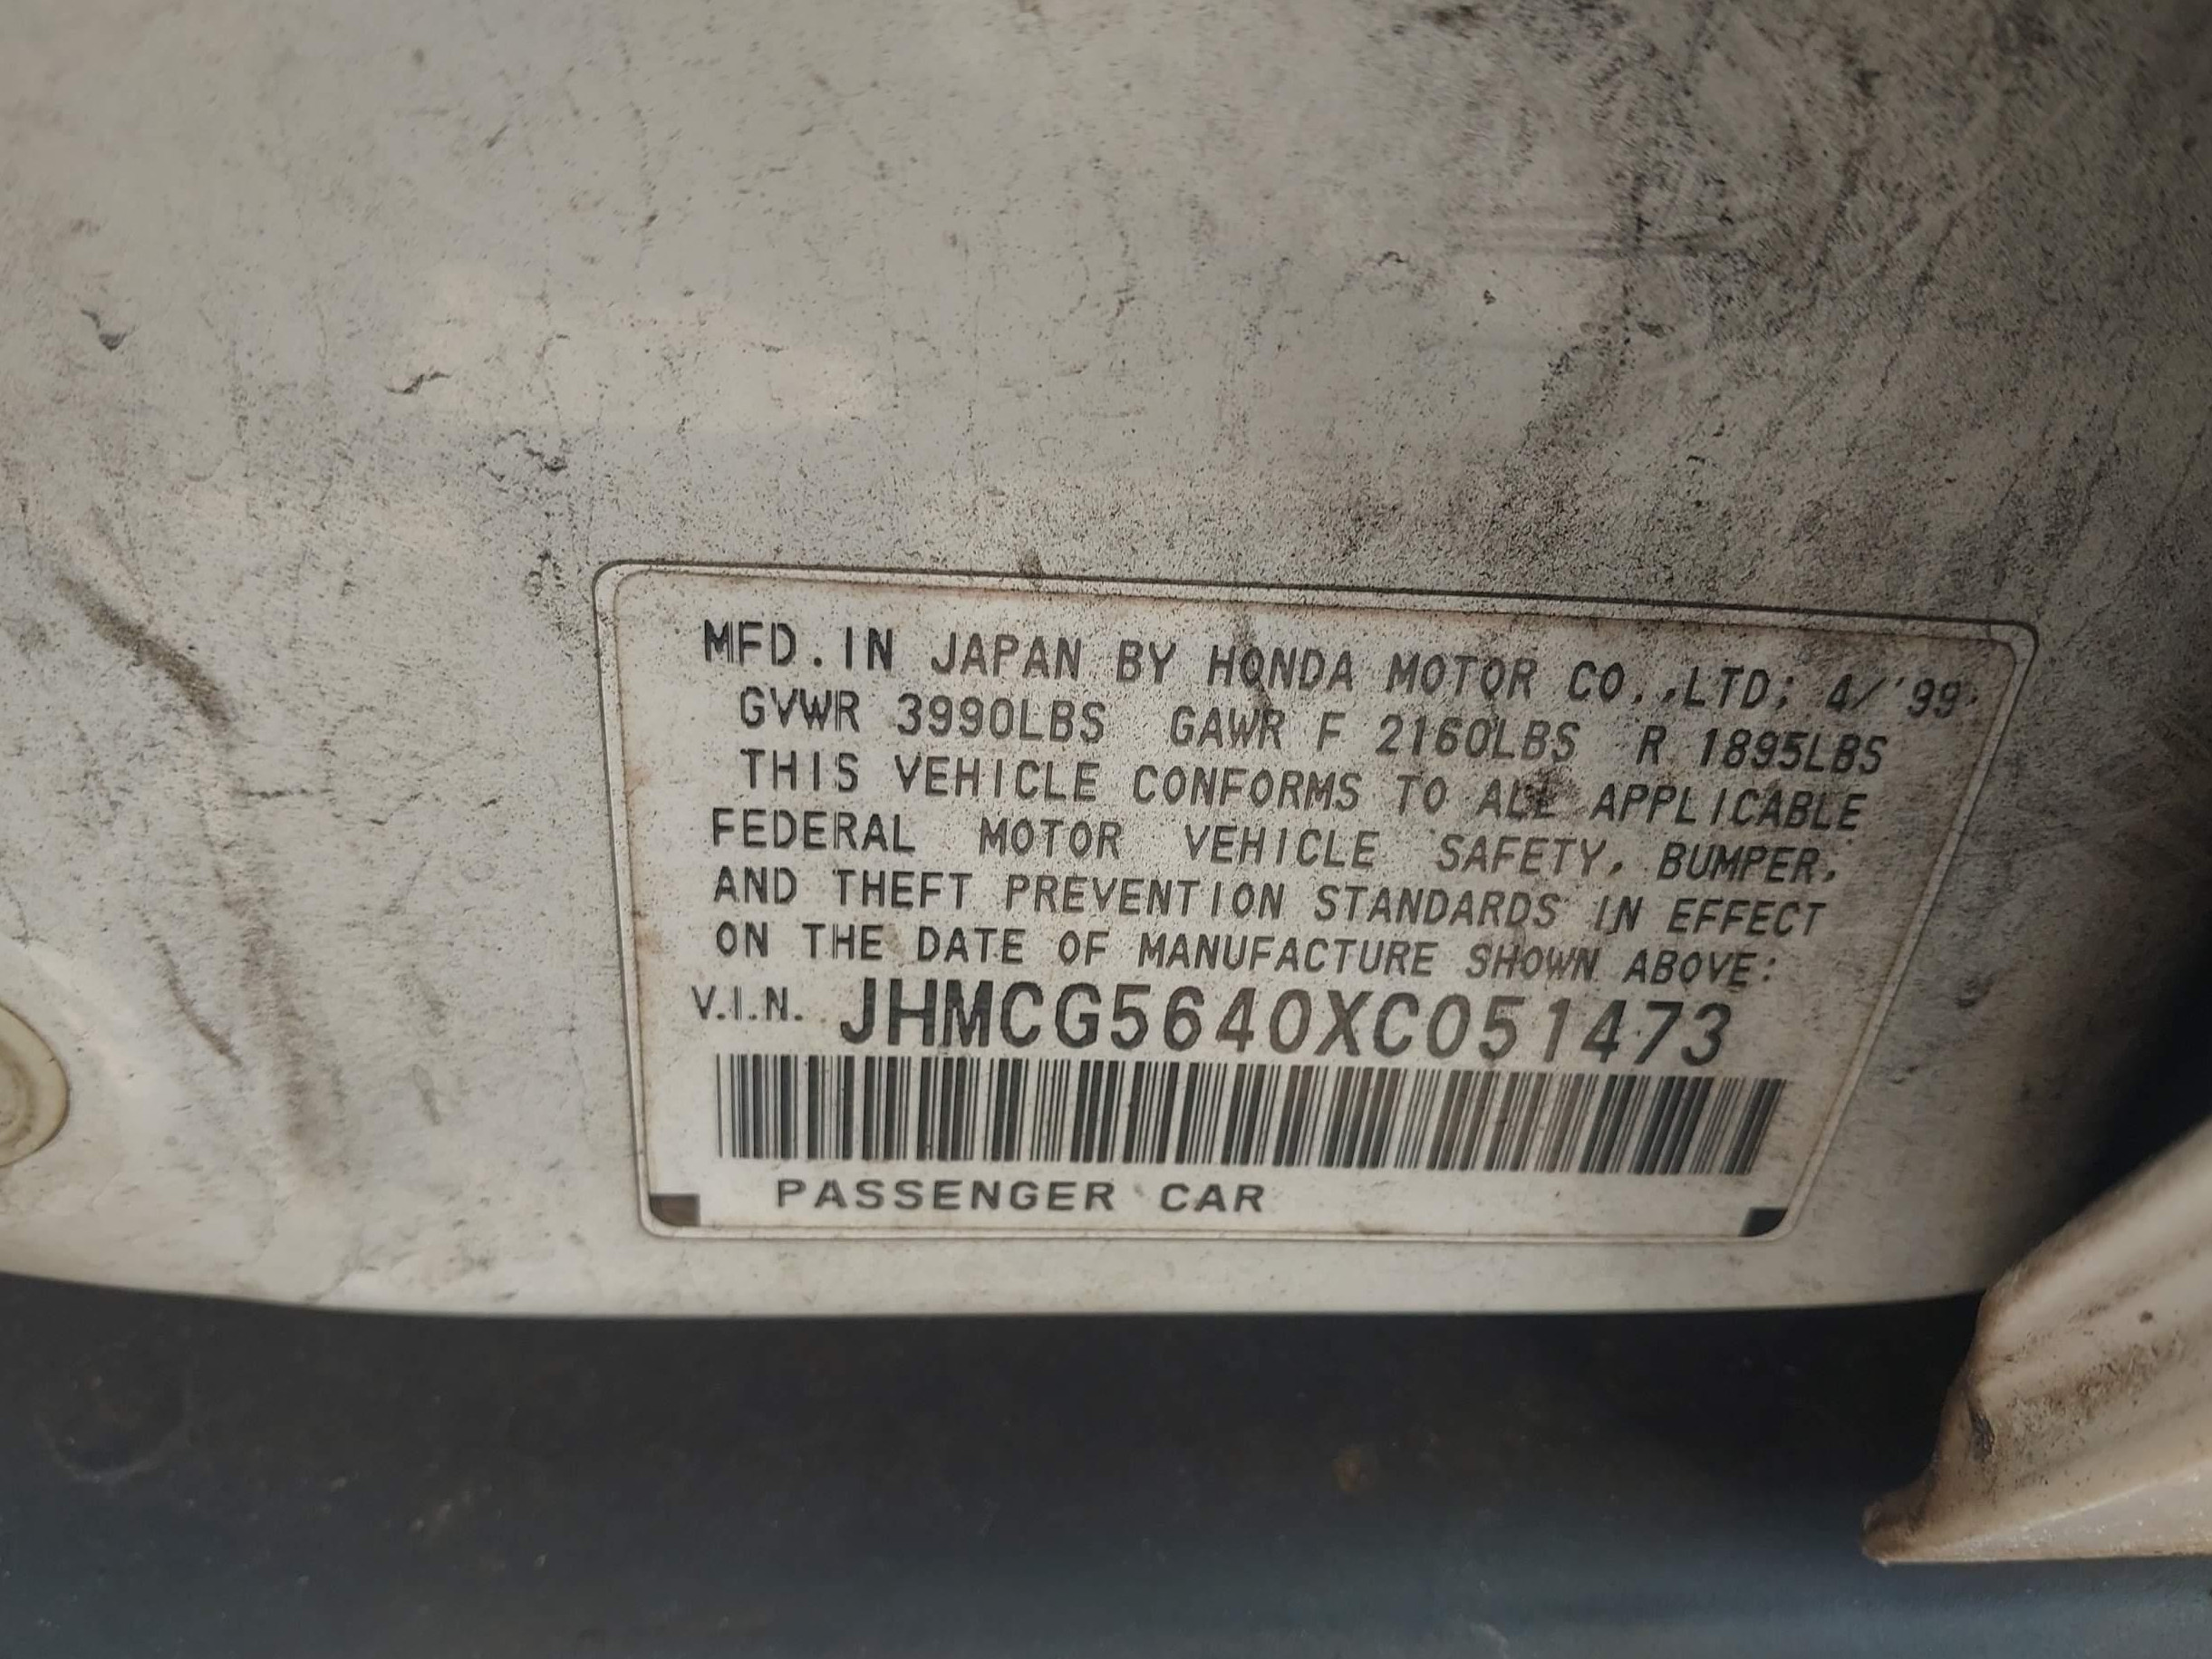 MFD. IN JAPAN BY HONDA MOTOR CO., LTD; 4/'99
GVWR 3990LBS GAWR F 2160LBS R 1895LBS
THIS VEHICLE CONFORMS TO ALL APPLICABLE
FEDERAL MOTOR VEHICLE SAFETY, BUMPER,
AND THEFT PREVENTION STANDARDS IN EFFECT
ON THE DATE OF MANUFACTURE SHOWN ABOVE:
V.I.N. JHMCG5640XC051473
PASSENGER CAR